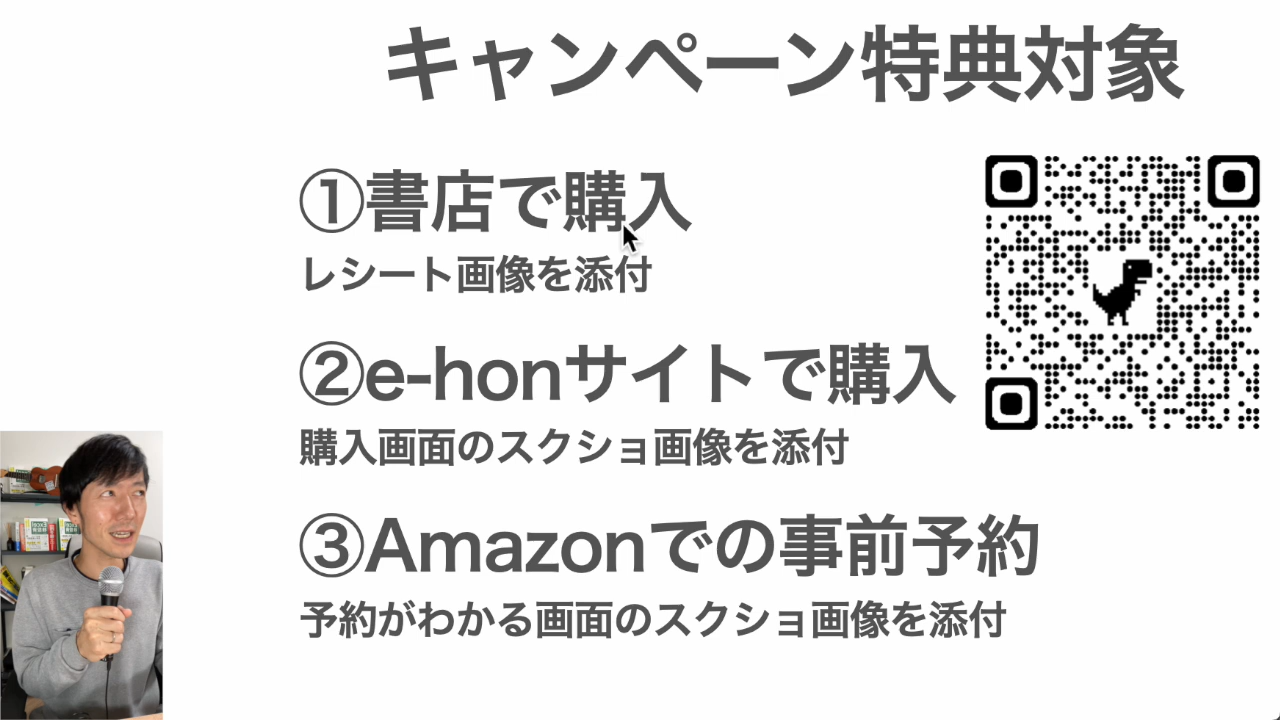 キャンペーン特典対象
①書店で購入
レシート画像を添付
②e-honサイトで購入
購入画面のスクショ画像を添付
③Amazonでの事前予約
予約がわかる画面のスクショ画像を添付